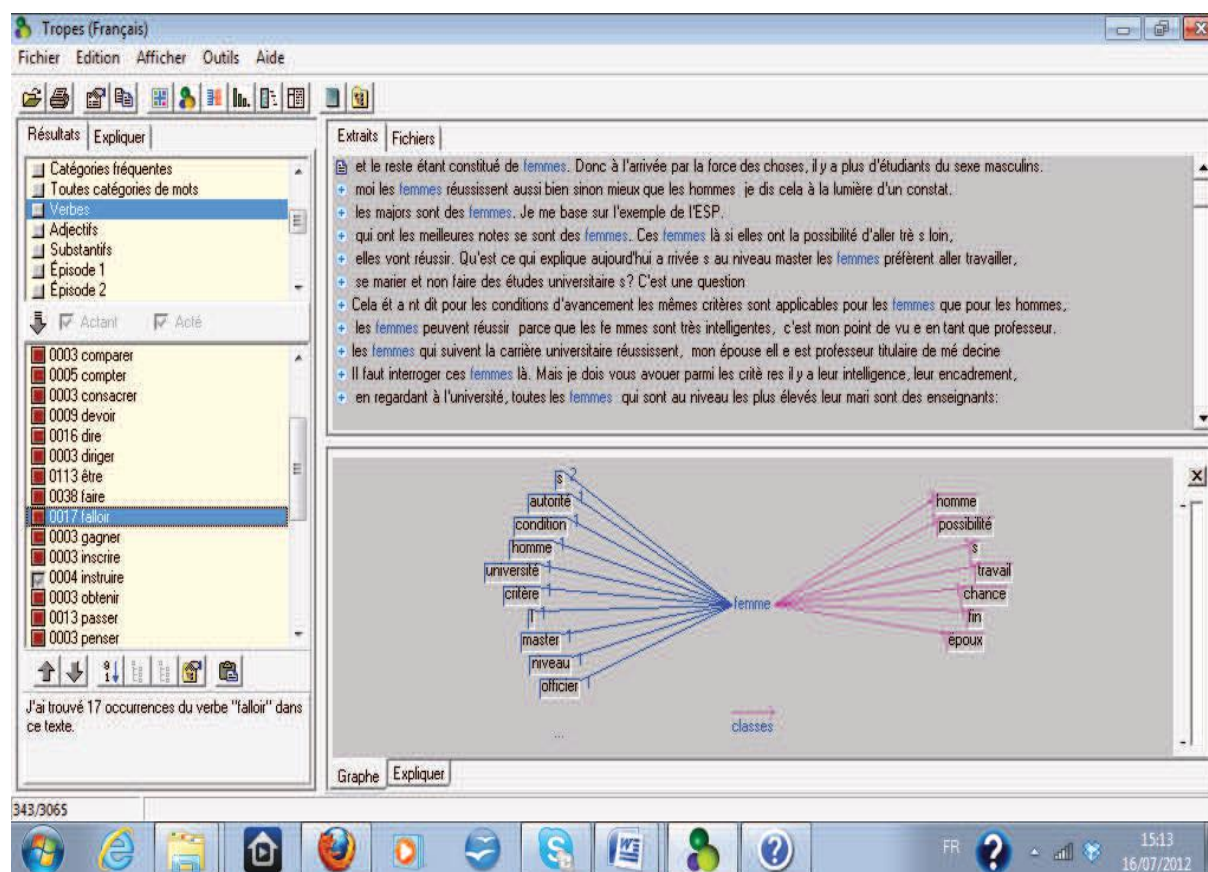 Tropes (Français)
Fichier Edition Afficher Outils Aide
Résultats Expliquer
Catégories fréquentes
Toutes catégories de mots
Verbes
Adjectifs
Substantifs
Épisode 1
Épisode 2
Actant Acté
0003 comparer
0005 compter
0003 consacrer
0009 devoir
0016 dire
0003 diriger
0113 être
0038 faire
0017 falloir
0003 gagner
0003 inscrire
0004 instruire
0003 obtenir
0013 passer
0003 penser
J'ai trouvé 17 occurrences du verbe "falloir" dans
ce texte.
343/3065
Extraits Fichiers
et le reste étant constitué de femmes. Donc à l'arrivée par la force des choses, il y a plus d'étudiants du sexe masculins.
moi les femmes réussissent aussi bien sinon mieux que les hommes je dis cela à la lumière d'un constat.
les majors sont des femmes. Je me base sur l'exemple de l'ESP.
qui ont les meilleures notes se sont des femmes. Ces femmes là si elles ont la possibilité d'aller trè s loin,
elles vont réussir. Qu'est ce qui explique aujourd'hui a rrivée s au niveau master les femmes préfèrent aller travailler,
se marier et non faire des études universitaire s? C'est une question
Cela ét a nt dit pour les conditions d'avancement les mêmes critères sont applicables pour les femmes que pour les hommes,
les femmes peuvent réussir parce que les fe mmes sont très intelligentes, c'est mon point de vu e en tant que professeur.
les femmes qui suivent la carrière universitaire réussissent, mon épouse ell e est professeur titulaire de mé decine
Il faut interroger ces femmes là. Mais je dois vous avouer parmi les critè res il y a leur intelligence, leur encadrement,
en regardant à l'université, toutes les femmes qui sont au niveau les plus élevés leur mari sont des enseignants:
s 2
autorité 1
condition 1
homme 1
université 1
critère 1
l 1
master 1
niveau 1
officier 1
...
femme
homme
possibilité
s
travail
chance
fin
époux
classes
Graphe Expliquer
FR
15:13
16/07/2012